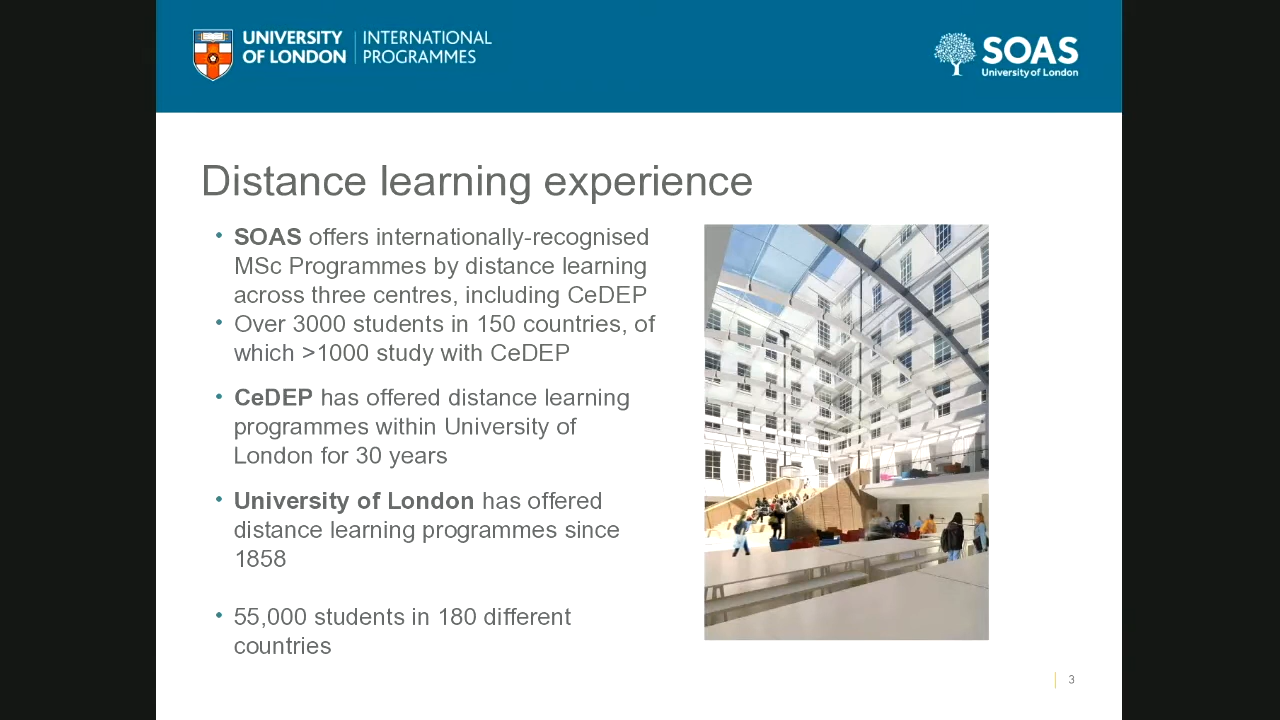 UNIVERSITY OF LONDON
INTERNATIONAL PROGRAMMES
SOAS
University of London
Distance learning experience
• SOAS offers internationally-recognised
MSc Programmes by distance learning
across three centres, including CeDEP
• Over 3000 students in 150 countries, of
which >1000 study with CeDEP
• CeDEP has offered distance learning
programmes within University of
London for 30 years
• University of London has offered
distance learning programmes since
1858
• 55,000 students in 180 different
countries
3